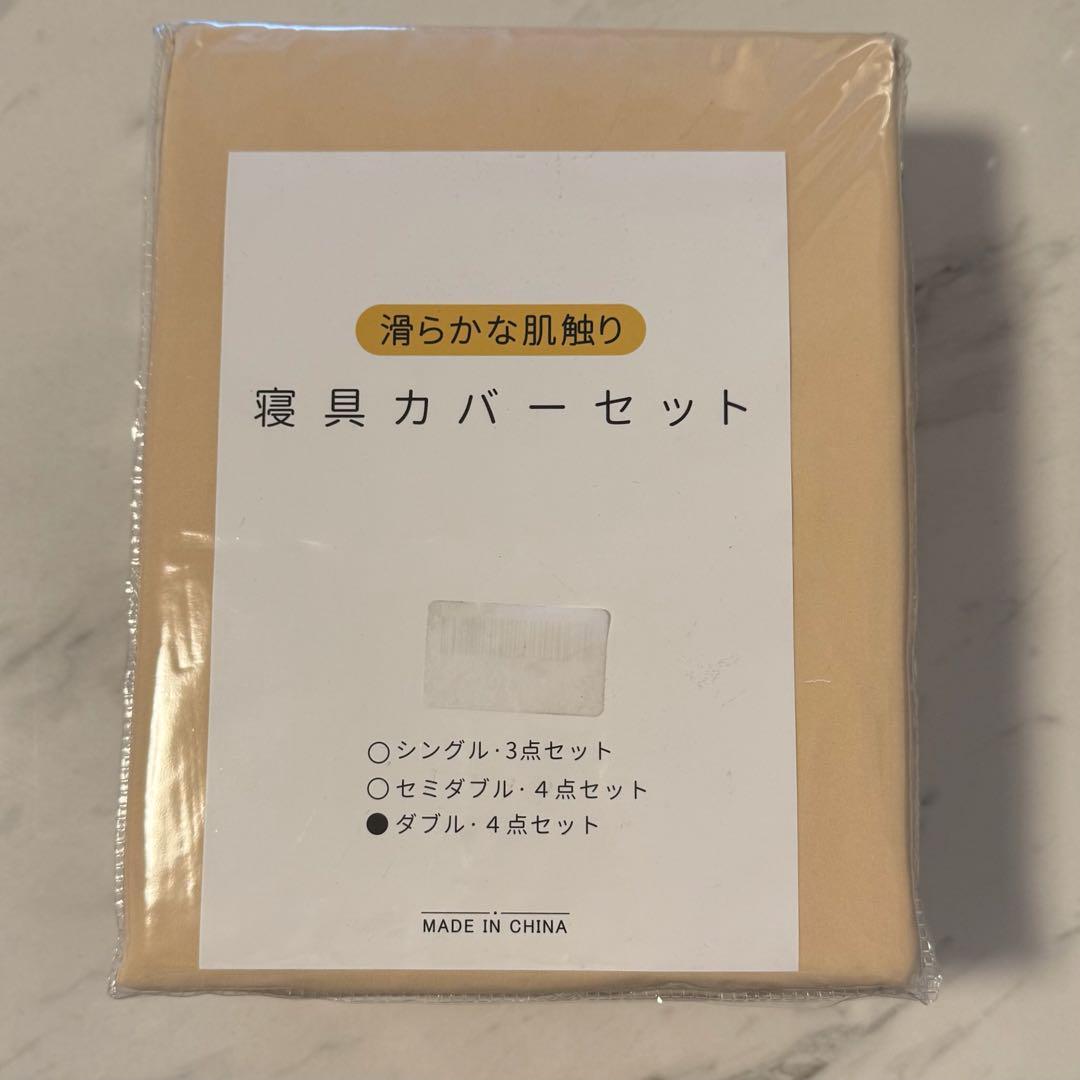 滑らかな肌触り
寝具カバーセット
○シングル·3点セット
○セミダブル·4点セット
●ダブル·4点セット
MADE IN CHINA